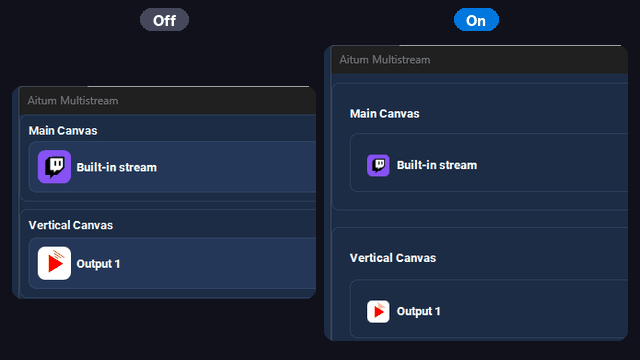 Off
Aitum Multistream
Main Canvas
Built-in stream
Vertical Canvas
Output 1
On
Aitum Multistream
Main Canvas
Built-in stream
Vertical Canvas
Output 1